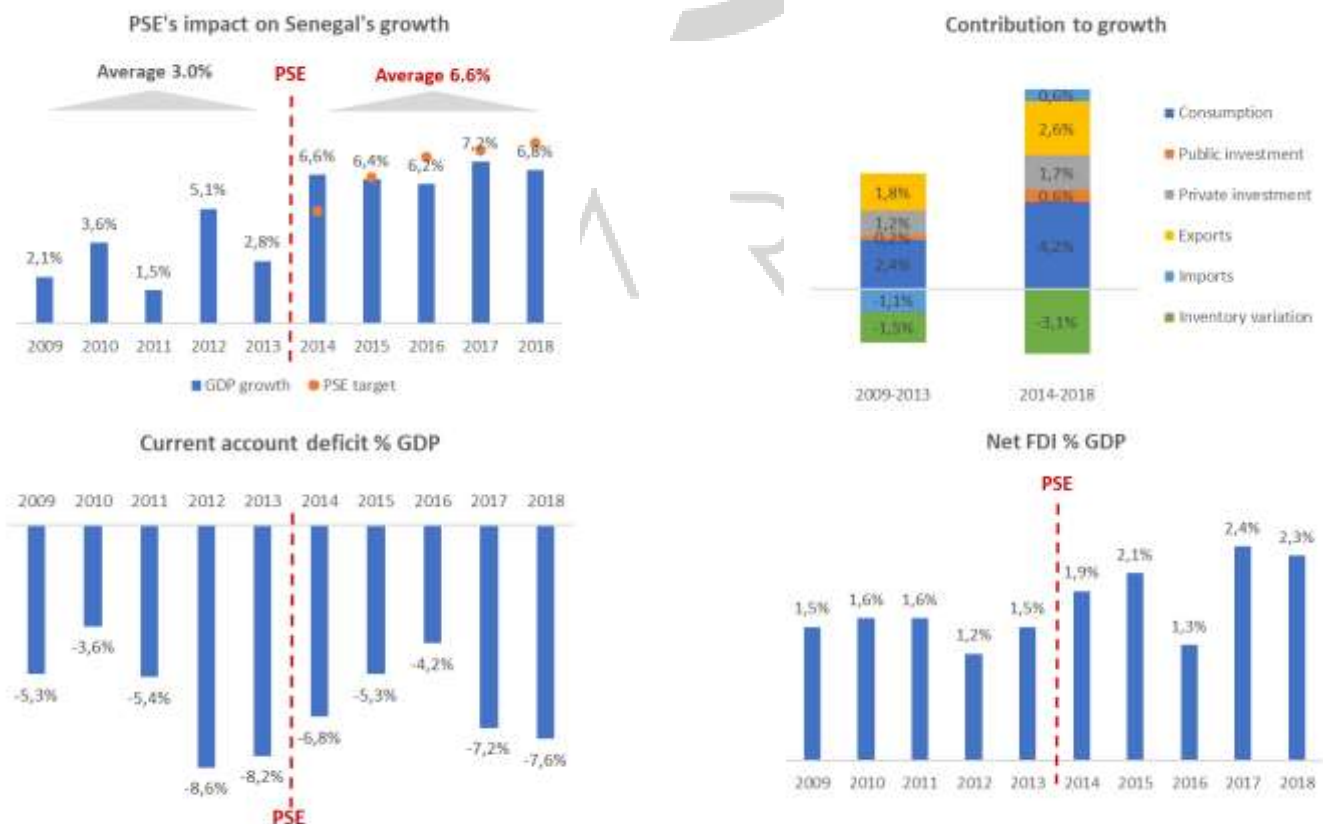 PSE's impact on Senegal's growth
Average 3.0%
PSE
Average 6.6%
2,1%
3,6%
1,5%
5,1%
2,8%
6,6%
6,4%
6,2%
7,2%
6,8%
2009 2010 2011 2012 2013 2014 2015 2016 2017 2018
GDP growth PSE target
Contribution to growth
1,8%
1,2%
2,4%
-1,1%
-1,5%
0,6%
2,6%
1,7%
0,6%
4,2%
-3,1%
2009-2013 2014-2018
Consumption
Public investment
Private investment
Exports
Imports
Inventory variation
Current account deficit % GDP
2009 2010 2011 2012 2013 2014 2015 2016 2017 2018
-5,3%
-3,6%
-5,4%
-8,6%
-8,2%
-6,8%
-5,3%
-4,2%
-7,2%
-7,6%
PSE
Net FDI % GDP
PSE
1,5%
1,6%
1,6%
1,2%
1,5%
1,9%
2,1%
1,3%
2,4%
2,3%
2009 2010 2011 2012 2013 2014 2015 2016 2017 2018